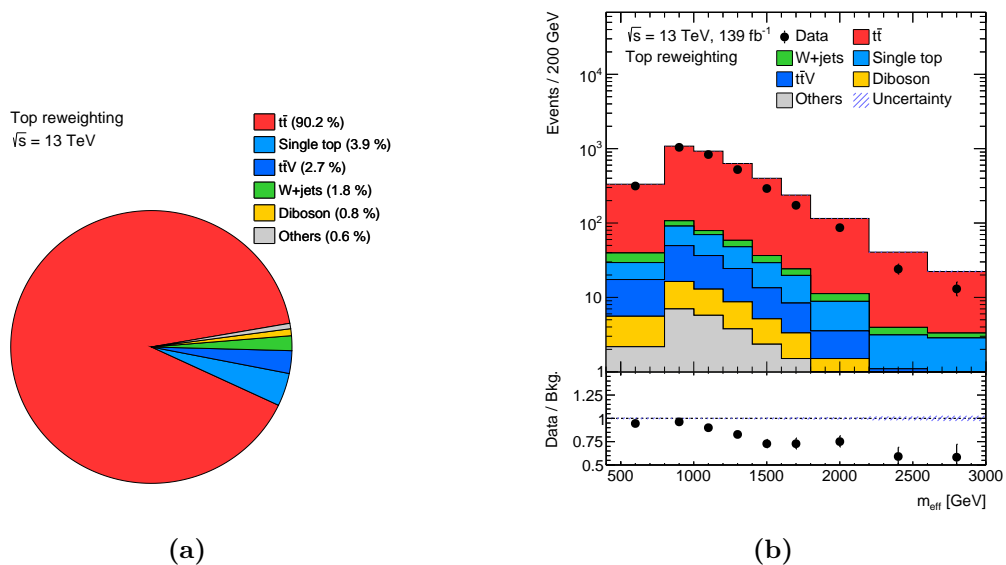 Top reweighting
√s = 13 TeV
tt̄ (90.2 %)
Single top (3.9 %)
tt̄V (2.7 %)
W+jets (1.8 %)
Diboson (0.8 %)
Others (0.6 %)
(a)
Events / 200 GeV
√s = 13 TeV, 139 fb⁻¹
Top reweighting
Data
tt̄
W+jets
Single top
tt̄V
Diboson
Others
Uncertainty
10⁴
10³
10²
10
1
Data / Bkg.
1.25
1
0.75
0.5
500 1000 1500 2000 2500 3000
m_eff [GeV]
(b)